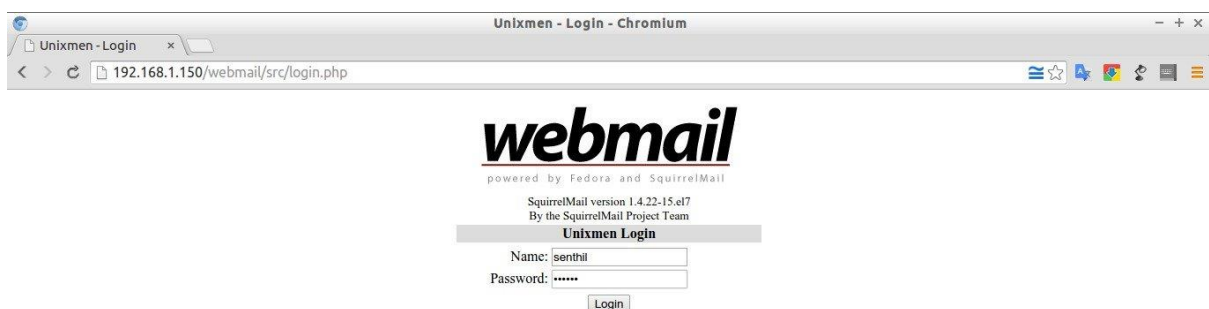 Unixmen - Login - Chromium
Unixmen - Login
192.168.1.150/webmail/src/login.php
webmail
powered by Fedora and SquirrelMail
SquirrelMail version 1.4.22-15.el7
By the SquirrelMail Project Team
Unixmen Login
Name: senthil
Password: ••••••
Login